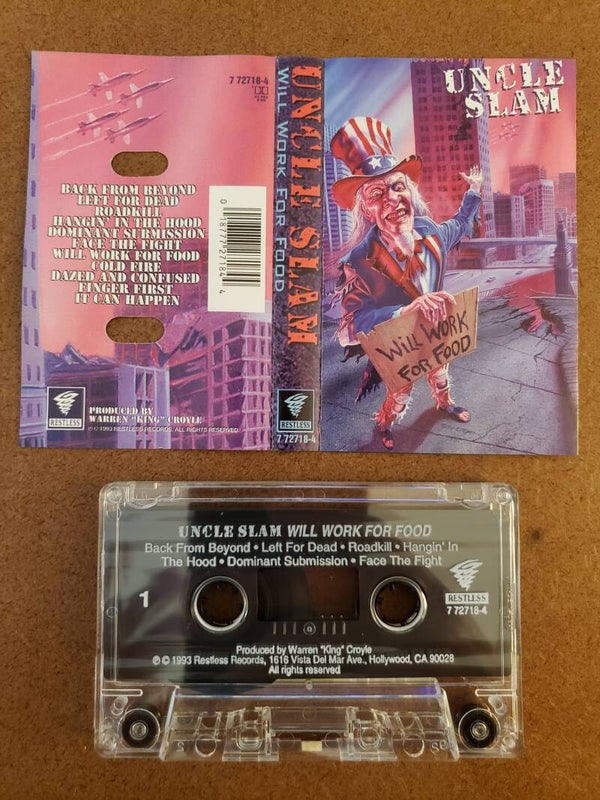 7 72718-4
BACK FROM BEYOND
LEFT FOR DEAD
ROADKILL
HANGIN' IN THE HOOD
DOMINANT SUBMISSION
FACE THE FIGHT
WILL WORK FOR FOOD
COLD FIRE
DAZED AND CONFUSED
FINGER FIRST
IT CAN HAPPEN
RESTLESS
PRODUCED BY
WARREN "KING" CROYLE
℗ © 1993 RESTLESS RECORDS. ALL RIGHTS RESERVED
UNCLE SLAM
WILL WORK FOR FOOD
RESTLESS
7 72718-4
UNCLE
SLAM
WILL WORK
FOR FOOD
UNCLE SLAM WILL WORK FOR FOOD
Back From Beyond • Left For Dead • Roadkill • Hangin' In
The Hood • Dominant Submission • Face The Fight
1
RESTLESS
7 72718-4
Produced by Warren "King" Croyle
℗ © 1993 Restless Records, 1616 Vista Del Mar Ave., Hollywood, CA 90028
All rights reserved